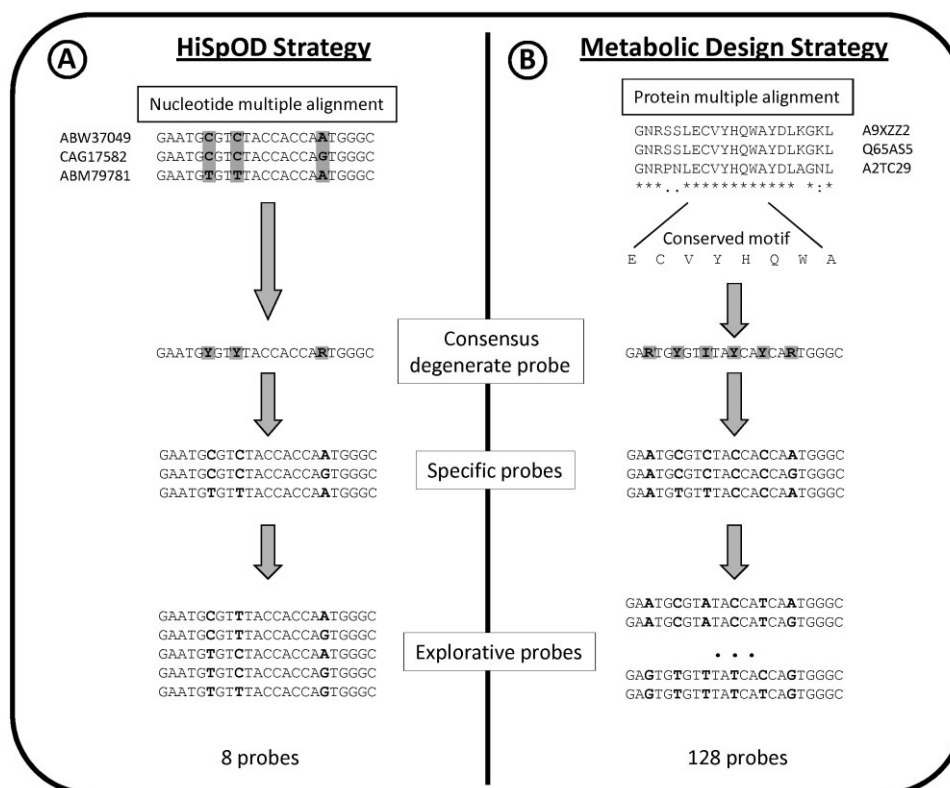 A
HiSpOD Strategy
Nucleotide multiple alignment
ABW37049 GAATGCGTCTACCACCAATGGGC
CAG17582 GAATGCGTCTACCACCAGTGGGC
ABM79781 GAATGTGTTTACCACCAATGGGC
GAATGYGTYTACCACCARTGGGC
GAATGCGTCTACCACCAATGGGC
GAATGCGTCTACCACCAGTGGGC
GAATGTGTTTACCACCAATGGGC
GAATGCGTTTACCACCAATGGGC
GAATGCGTTTACCACCAGTGGGC
GAATGTGTCTACCACCAATGGGC
GAATGTGTCTACCACCAGTGGGC
GAATGTGTTTACCACCAGTGGGC
8 probes
Consensus
degenerate probe
Specific probes
Explorative probes
B
Metabolic Design Strategy
Protein multiple alignment
GNRSSLECVYHQWAYDLKGKL A9XZZ2
GNRSSLECVYHQWAYDLKGKL Q65AS5
GNRPNLECVYHQWAYDLAGNL A2TC29
***..************ *:*
Conserved motif
E C V Y H Q W A
GARTGYGTITAYCAYCARTGGGC
GAATGCGTCTACCACCAATGGGC
GAATGCGTCTACCACCAGTGGGC
GAATGTGTTTACCACCAATGGGC
GAATGCGTATACCATCAATGGGC
GAATGCGTATACCATCAGTGGGC
...
GAGTGTGTTTATCACCAGTGGGC
GAGTGTGTTTATCATCAGTGGGC
128 probes